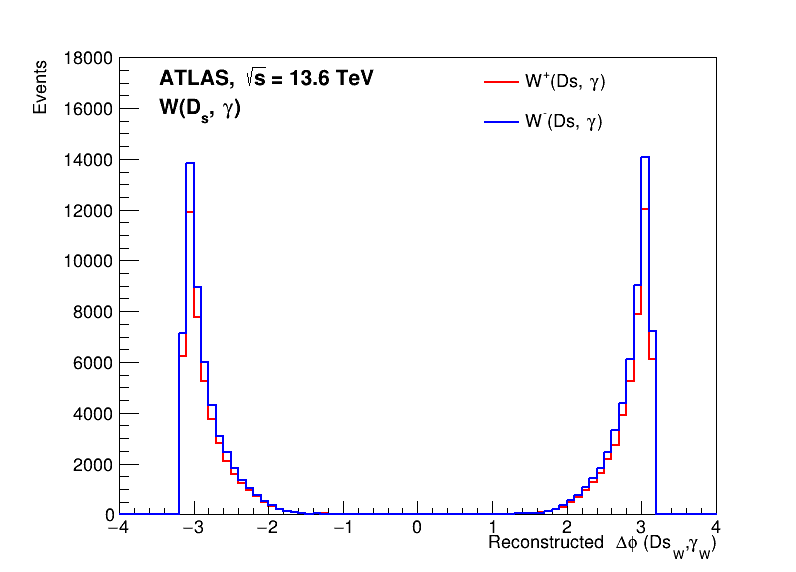 18000
16000
14000
12000
10000
8000
6000
4000
2000
0
Events
ATLAS, √s = 13.6 TeV
W(Ds, γ)
W+(Ds, γ)
W-(Ds, γ)
−4 −3 −2 −1 0 1 2 3 4
Reconstructed Δϕ (DsW,γW)